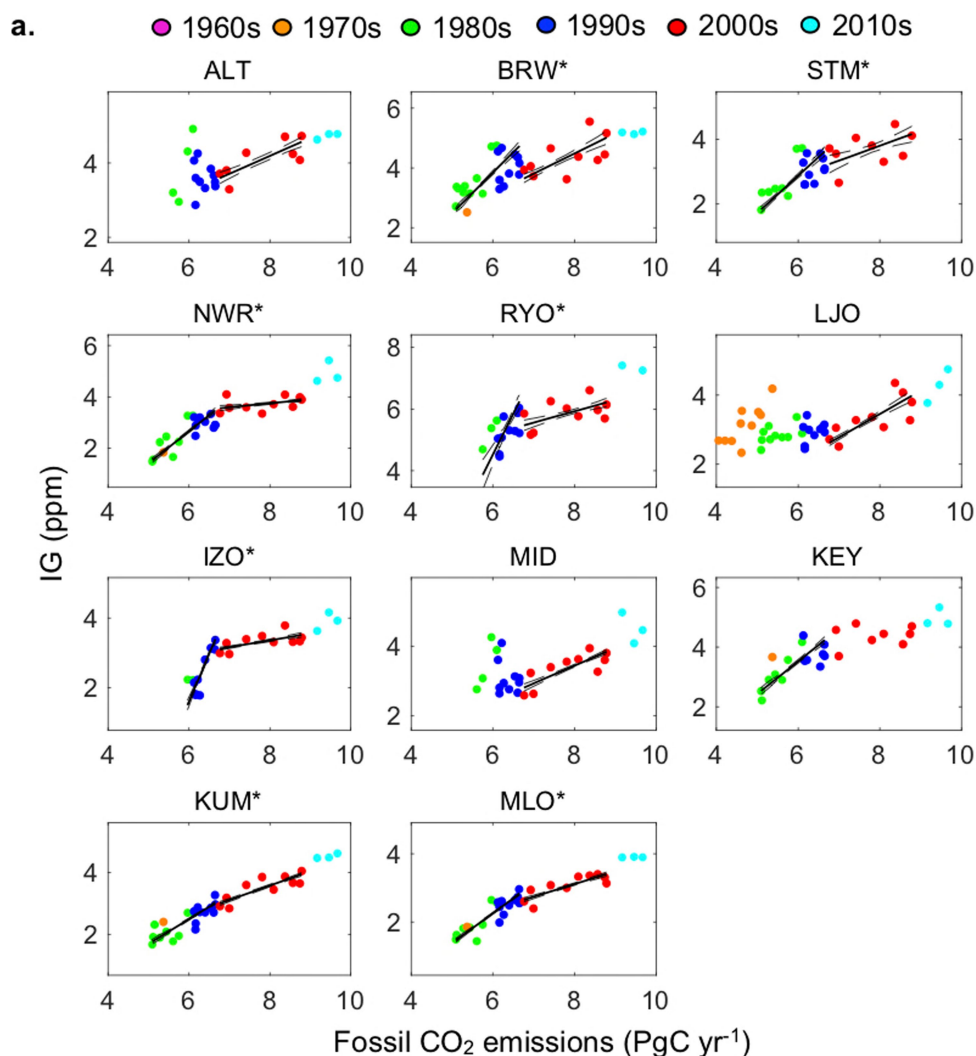 a.
1960s 1970s 1980s 1990s 2000s 2010s
ALT BRW* STM*
4
2
6
4
2
4
2
4 6 8 10 4 6 8 10 4 6 8 10
NWR* RYO* LJO
6
4
2
8
6
4
4
2
4 6 8 10 4 6 8 10 4 6 8 10
IG (ppm)
IZO* MID KEY
4
2
4
2
6
4
2
4 6 8 10 4 6 8 10 4 6 8 10
KUM* MLO*
4
2
4
2
4 6 8 10 4 6 8 10
Fossil CO₂ emissions (PgC yr⁻¹)